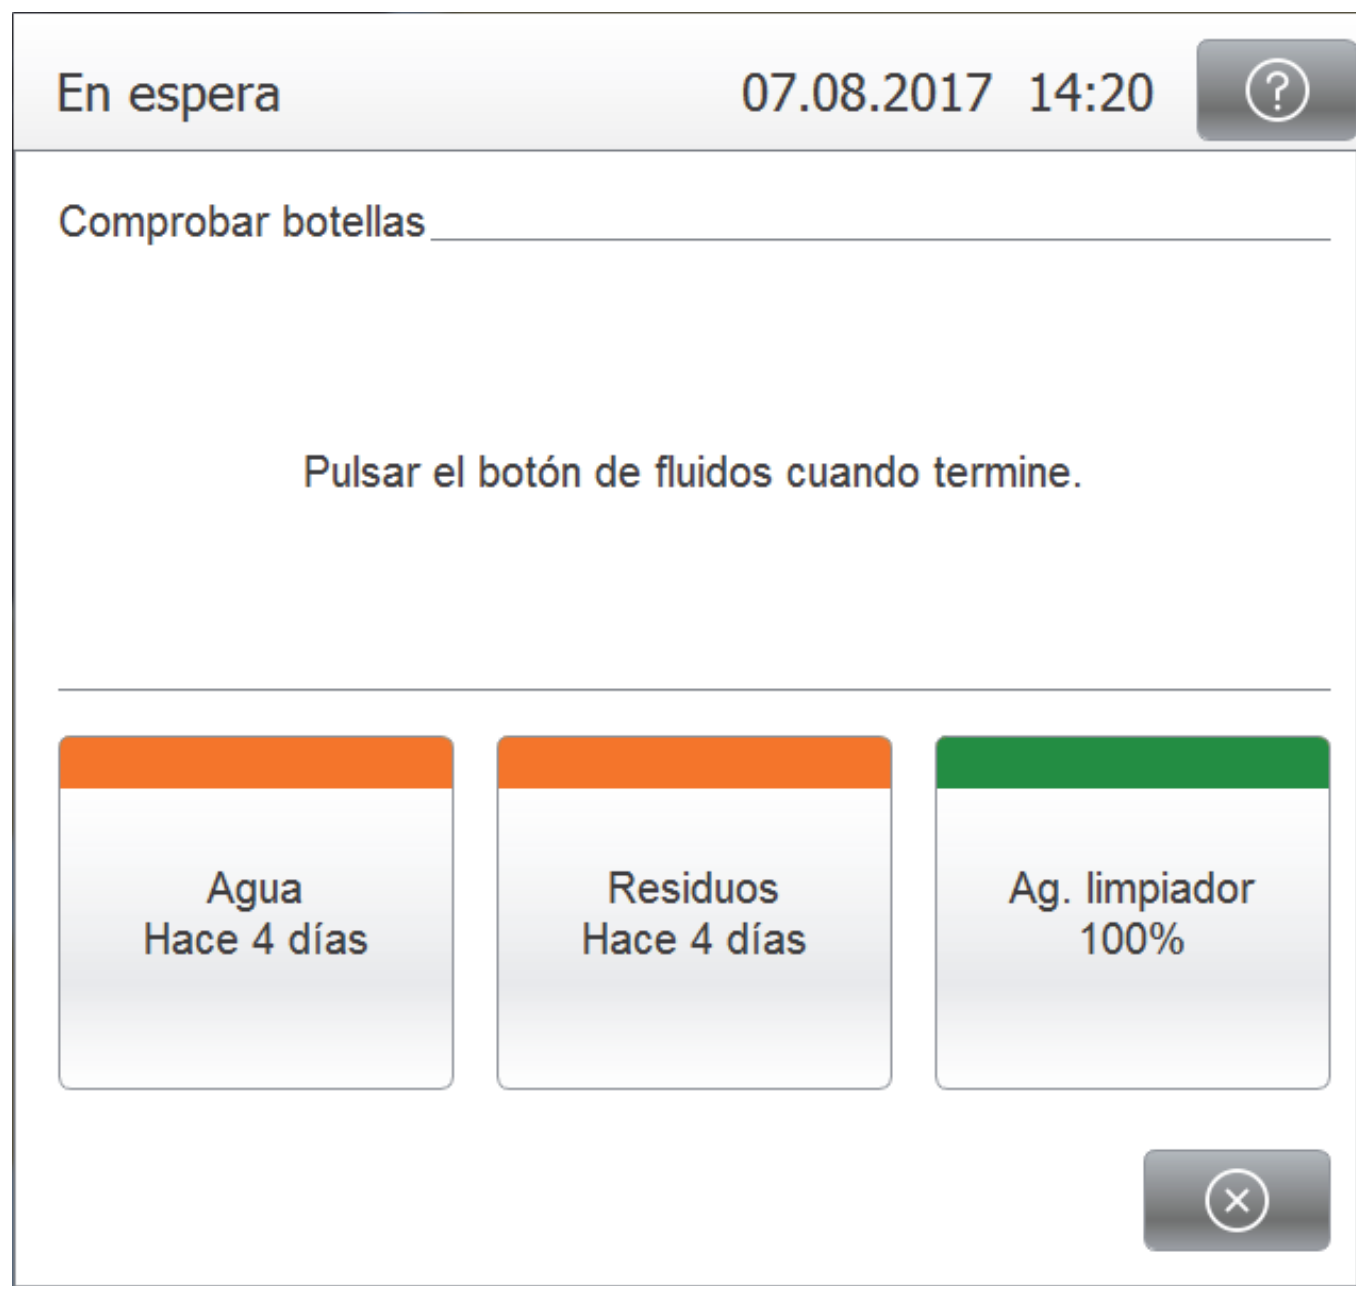 En espera 07.08.2017 14:20
Comprobar botellas
Pulsar el botón de fluidos cuando termine.
Agua
Hace 4 días
Residuos
Hace 4 días
Ag. limpiador
100%